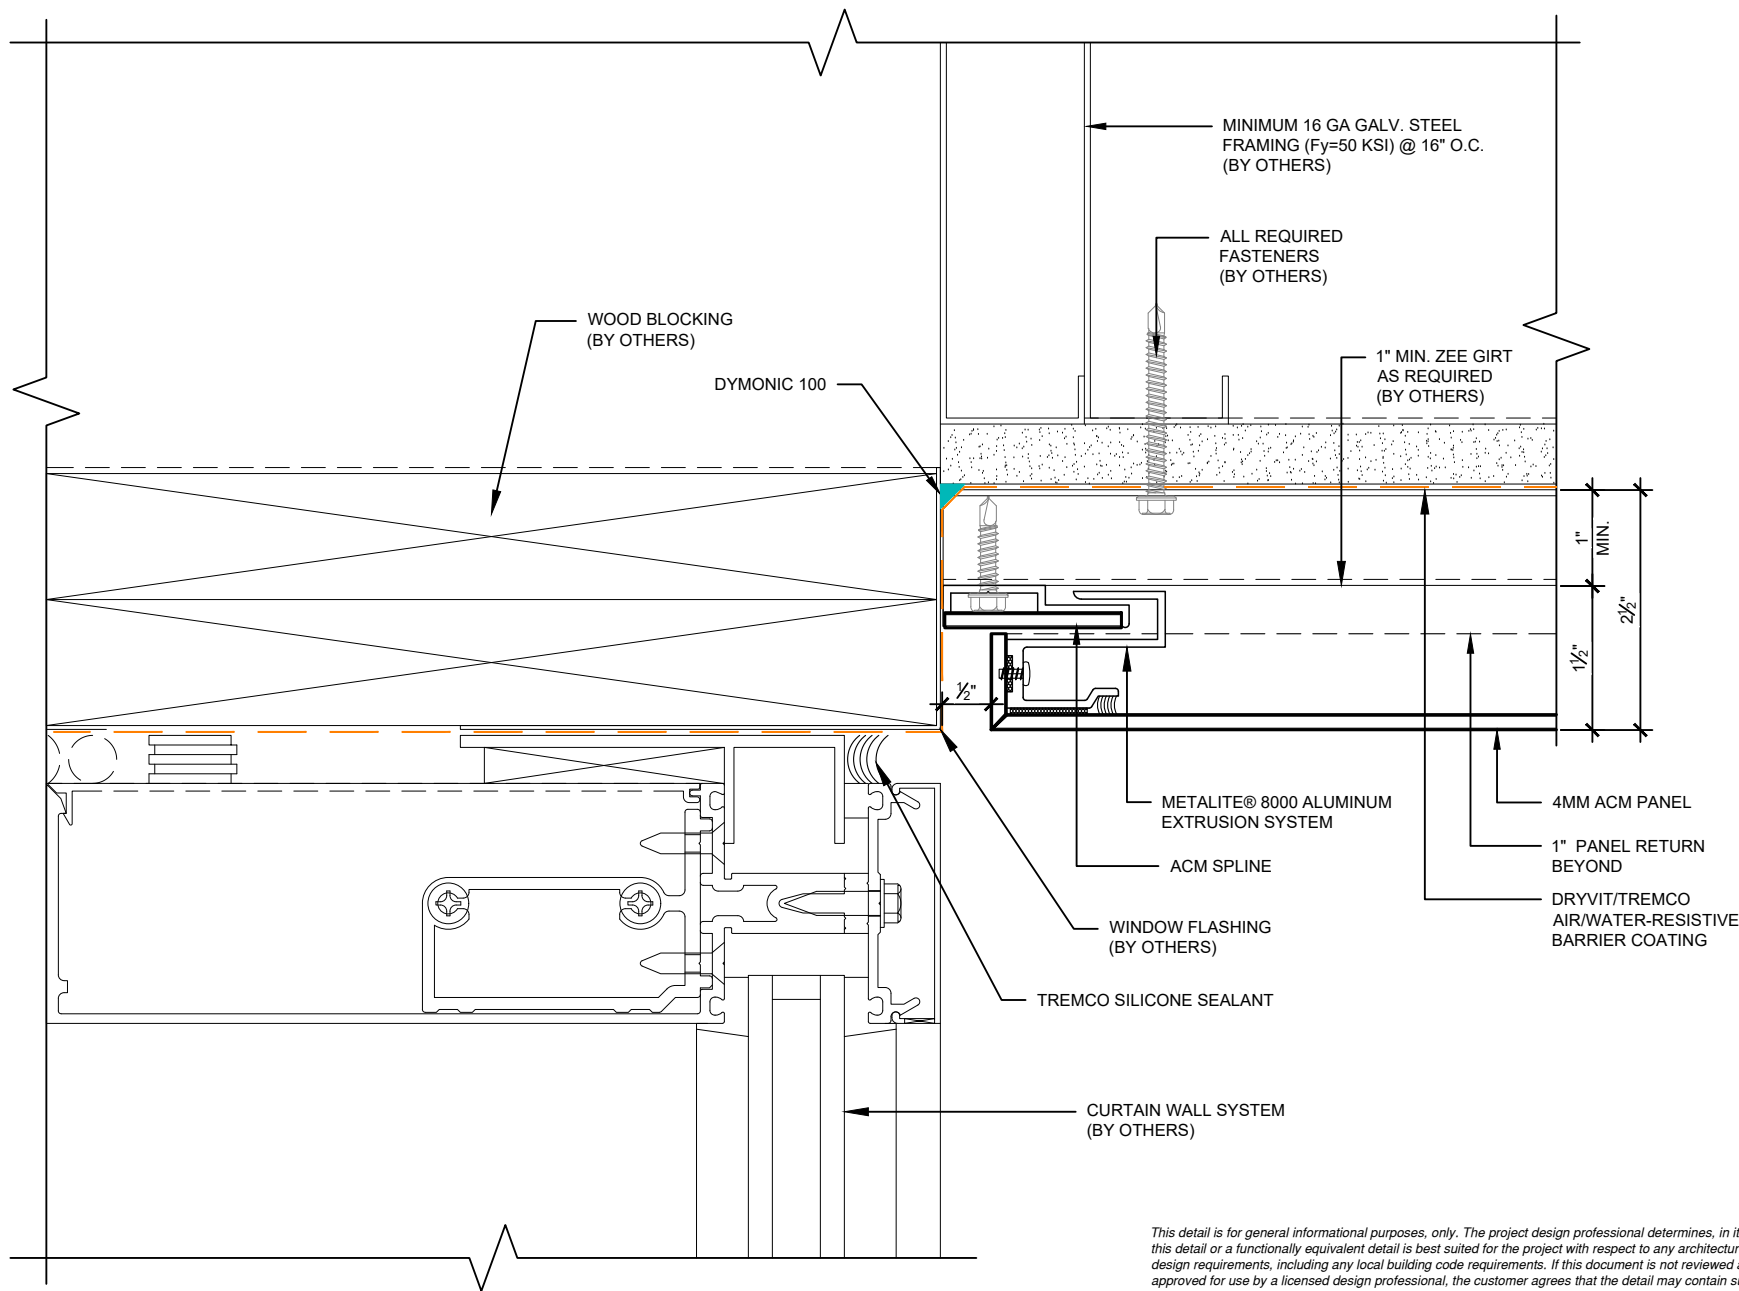 MINIMUM 16 GA GALV. STEEL
FRAMING (Fy=50 KSI) @ 16" O.C.
(BY OTHERS)
ALL REQUIRED
FASTENERS
(BY OTHERS)
WOOD BLOCKING
(BY OTHERS)
DYMONIC 100
1" MIN. ZEE GIRT
AS REQUIRED
(BY OTHERS)
1"
MIN.
2½"
1½"
½"
METALITE® 8000 ALUMINUM
EXTRUSION SYSTEM
4MM ACM PANEL
ACM SPLINE
1" PANEL RETURN
BEYOND
DRYVIT/TREMCO
AIR/WATER-RESISTIVE
BARRIER COATING
WINDOW FLASHING
(BY OTHERS)
TREMCO SILICONE SEALANT
CURTAIN WALL SYSTEM
(BY OTHERS)
This detail is for general informational purposes, only. The project design professional determines, in
this detail or a functionally equivalent detail is best suited for the project with respect to any
design requirements, including any local building code requirements. If this document is not reviewed
approved for use by a licensed design professional, the customer agrees that the detail may contain